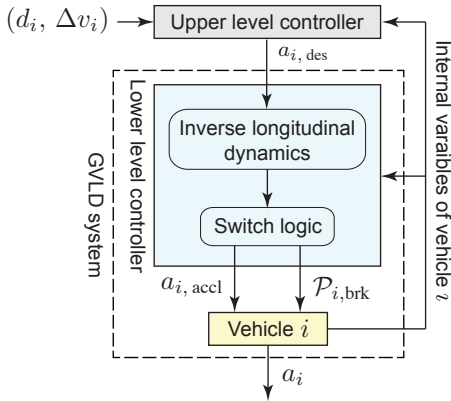 (d_i, Δv_i)
Upper level controller
a_{i, des}
Inverse longitudinal
dynamics
Switch logic
Lower level controller
GVLD system
a_{i, accl}
𝒫_{i,brk}
Vehicle i
a_i
Internal varaibles of vehicle i